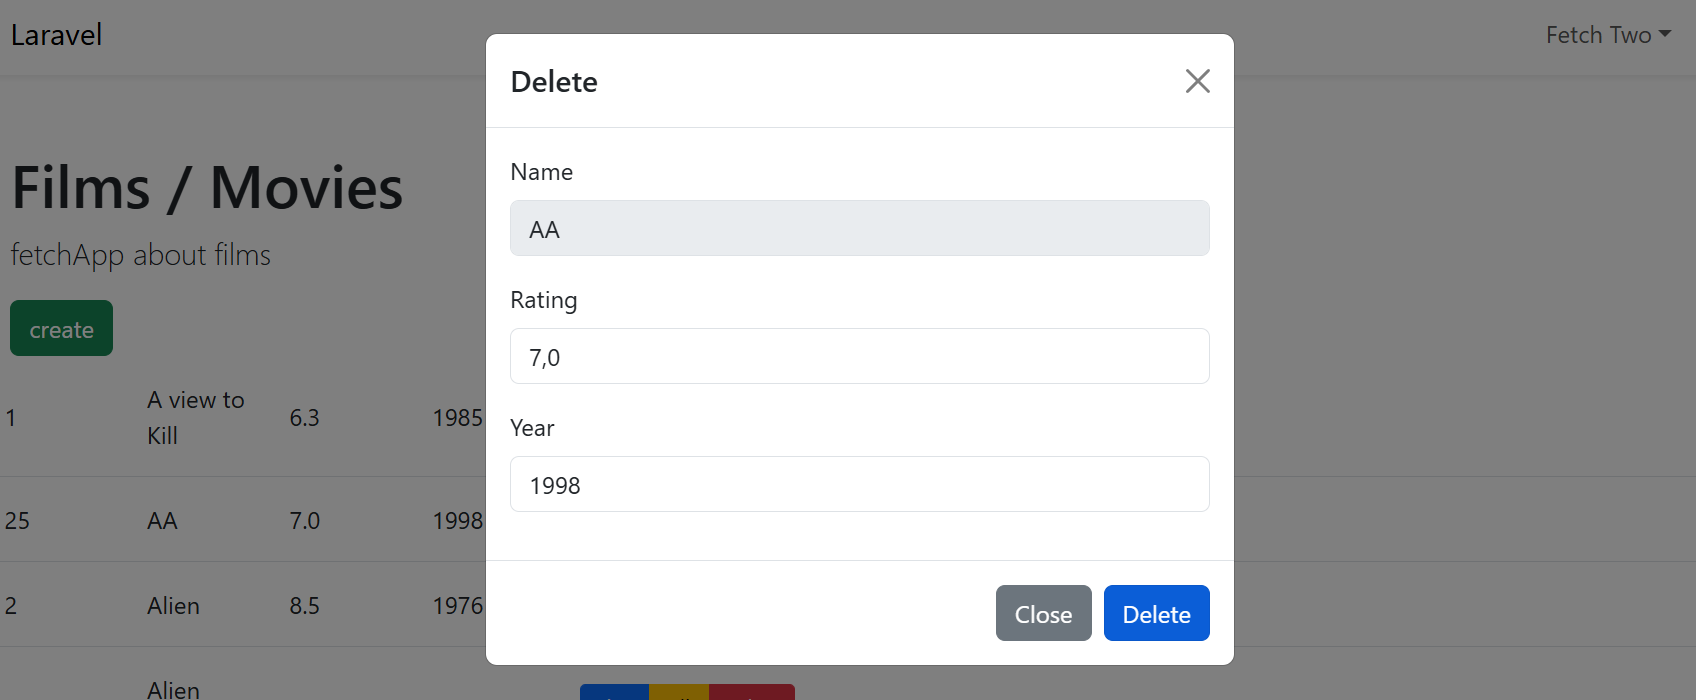 Laravel
Fetch Two
Films / Movies
fetchApp about films
create
1 A view to Kill 6.3 1985
25 AA 7.0 1998
2 Alien 8.5 1976
Alien
Delete
Name
AA
Rating
7,0
Year
1998
Close Delete